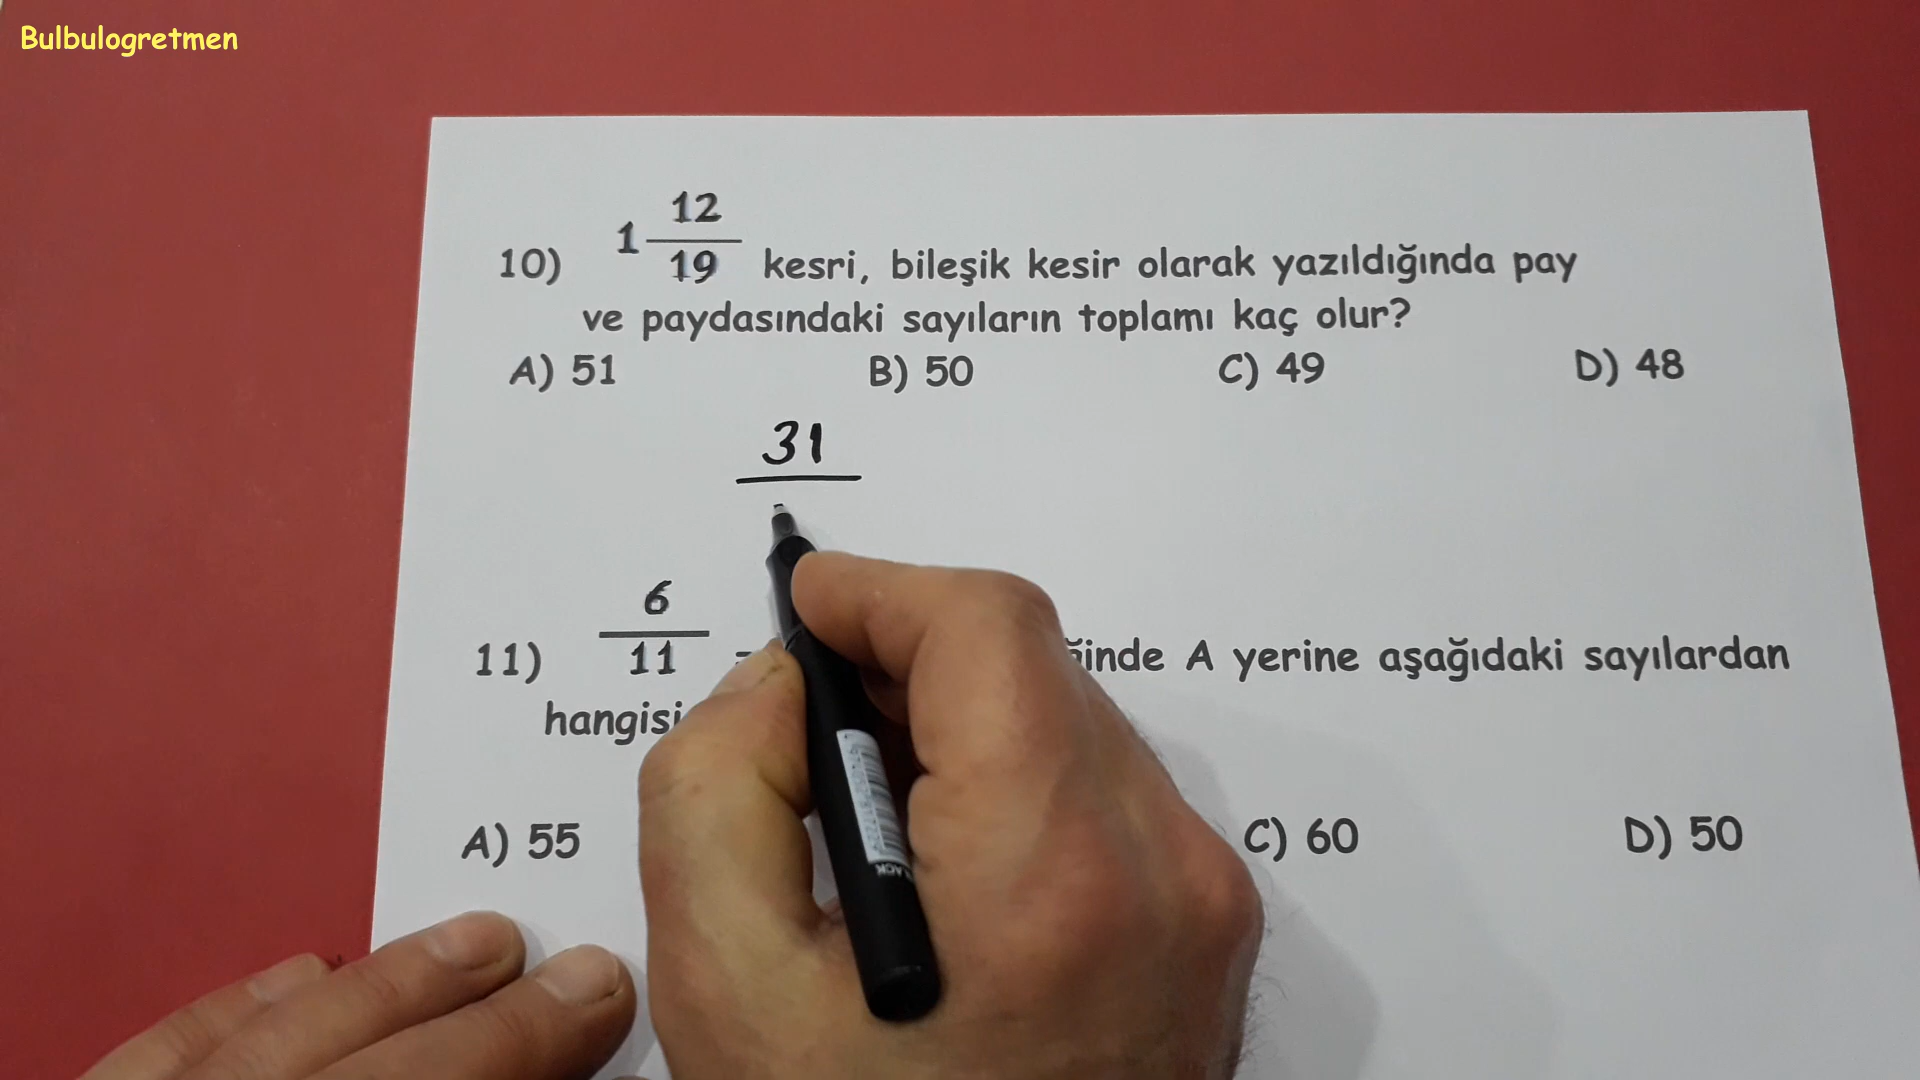 Bulbulogretmen
10) 1 12/19 kesri, bileşik kesir olarak yazıldığında pay
ve paydasındaki sayıların toplamı kaç olur?
A) 51 B) 50 C) 49 D) 48
31
11) 6/11 = A yerine aşağıdaki sayılardan
hangisi
A) 55 C) 60 D) 50